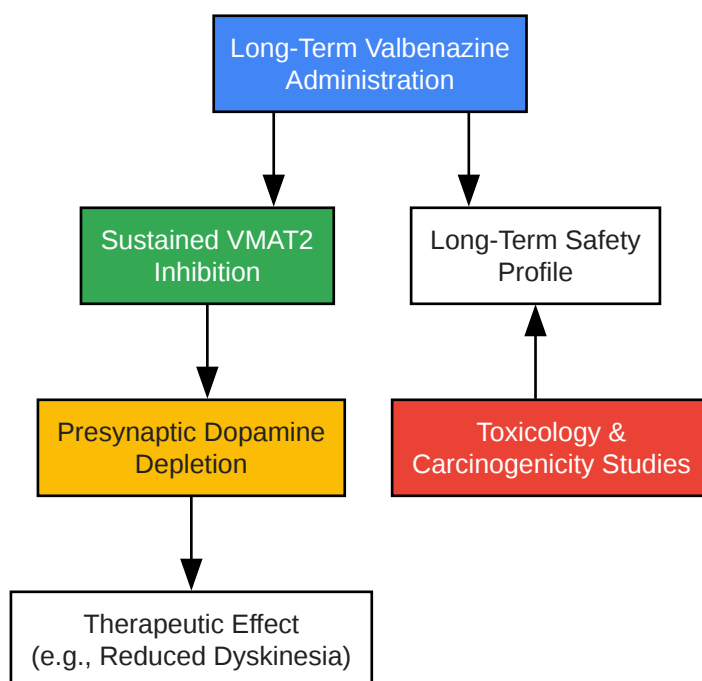 Long-Term Valbenazine
Administration
Sustained VMAT2
Inhibition
Long-Term Safety
Profile
Presynaptic Dopamine
Depletion
Toxicology &
Carcinogenicity Studies
Therapeutic Effect
(e.g., Reduced Dyskinesia)